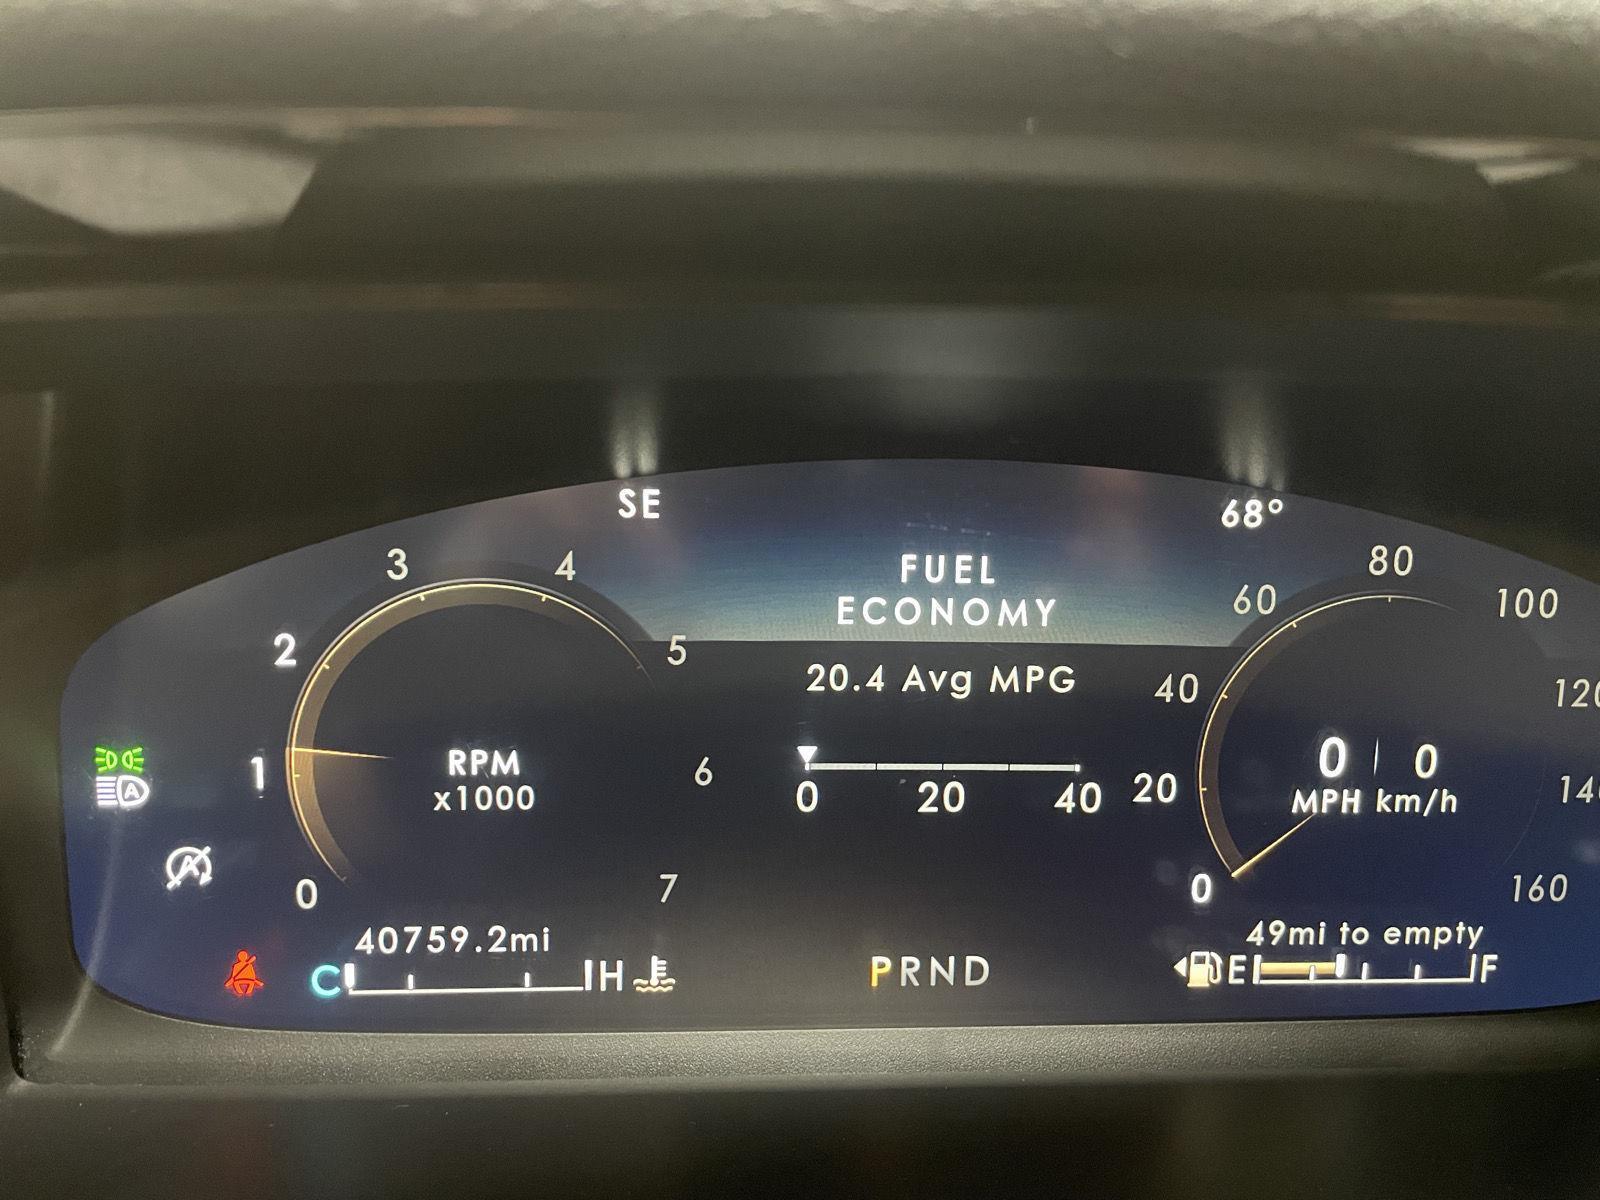 SE
68°
FUEL
ECONOMY
20.4 Avg MPG
0 20 40
0 1 2 3 4 5 6 7
RPM
x1000
0 20 40 60 80 100 160
0 | 0
MPH km/h
A
A
40759.2mi
C H
PRND
49mi to empty
E F